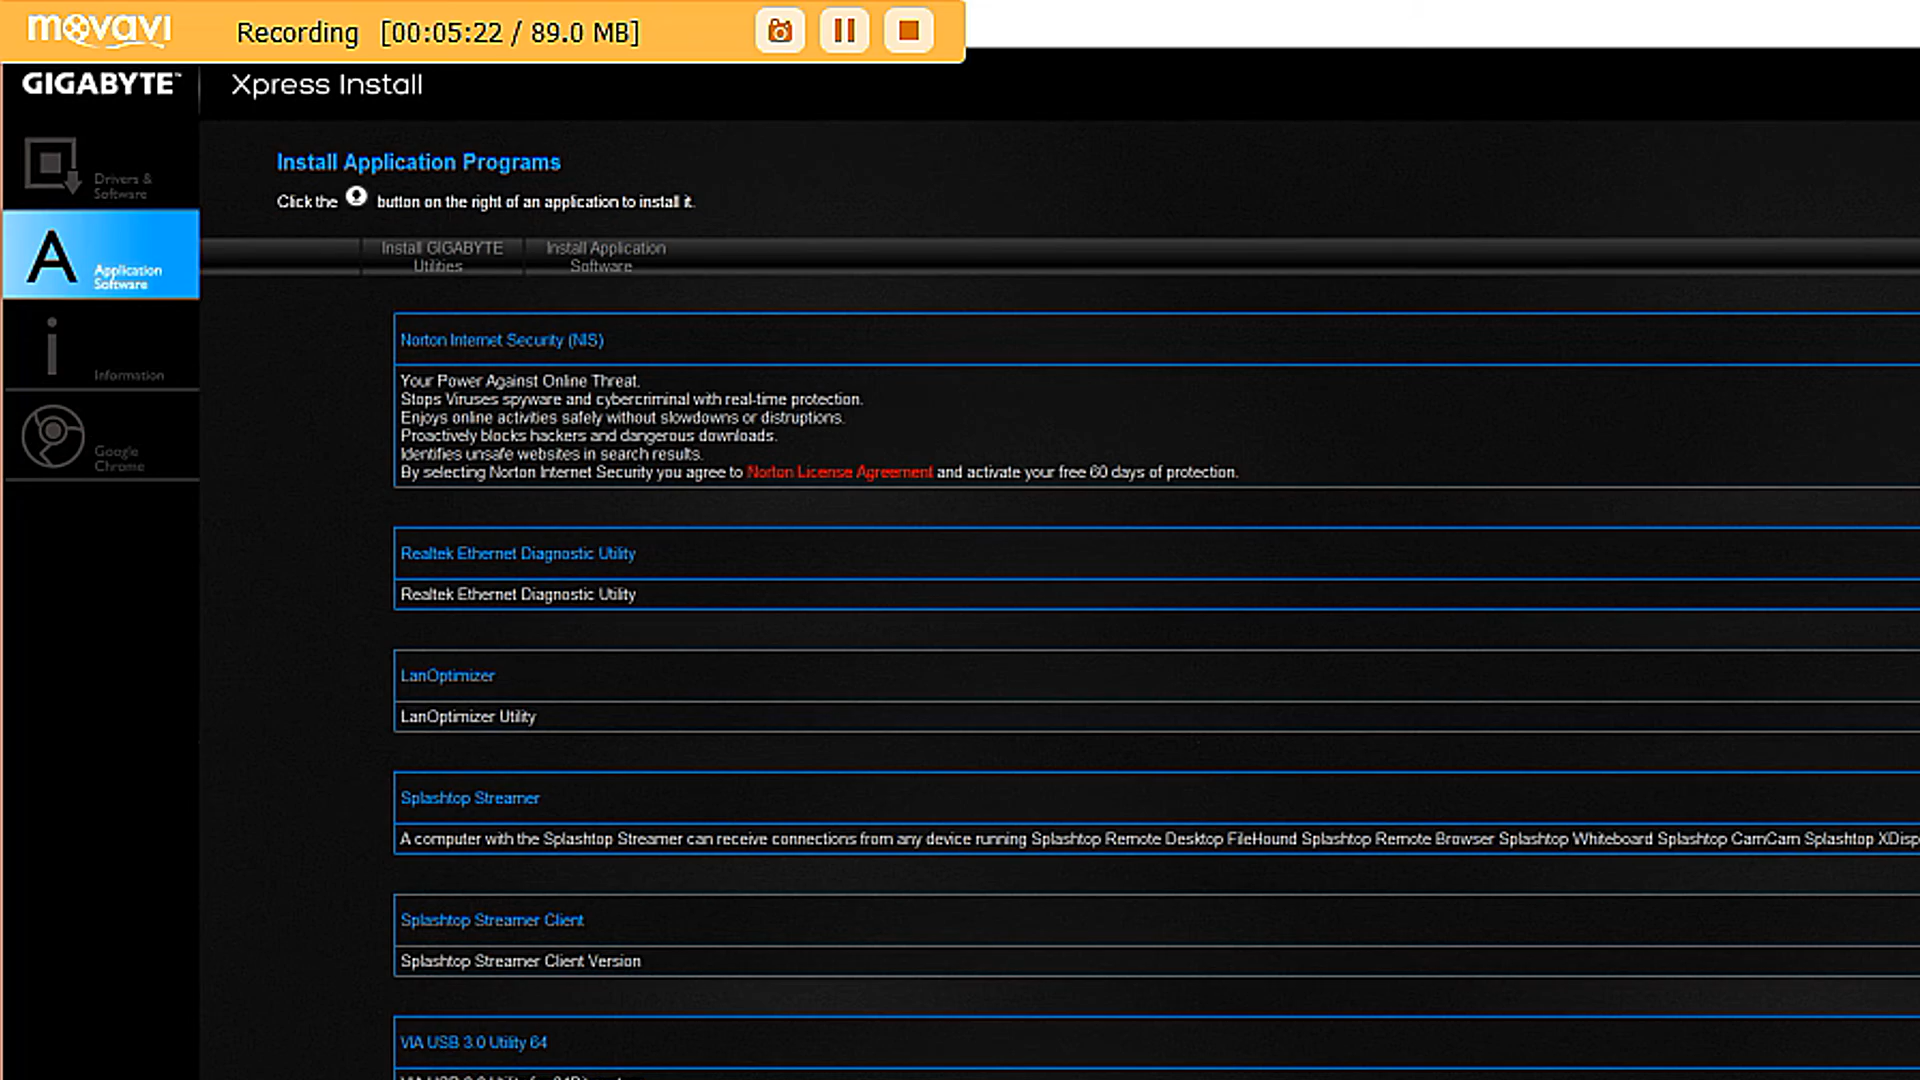 movavi
Recording [00:05:22 / 89.0 MB]
GIGABYTE™
Xpress Install
Drivers &
Software
Application
Software
Information
Google
Chrome
Install Application Programs
Click the button on the right of an application to install it.
Install GIGABYTE
Utilities
Install Application
Software
Norton Internet Security (NIS)
Your Power Against Online Threat.
Stops Viruses spyware and cybercriminal with real-time protection.
Enjoys online activities safely without slowdowns or distruptions.
Proactively blocks hackers and dangerous downloads.
Identifies unsafe websites in search results.
By selecting Norton Internet Security you agree to Norton License Agreement and activate your free 60 days of protection.
Realtek Ethernet Diagnostic Utility
Realtek Ethernet Diagnostic Utility
LanOptimizer
LanOptimizer Utility
Splashtop Streamer
A computer with the Splashtop Streamer can receive connections from any device running Splashtop Remote Desktop FileHound Splashtop Remote Browser Splashtop Whiteboard Splashtop CamCam Splashtop XDisp
Splashtop Streamer Client
Splashtop Streamer Client Version
VIA USB 3.0 Utility 64